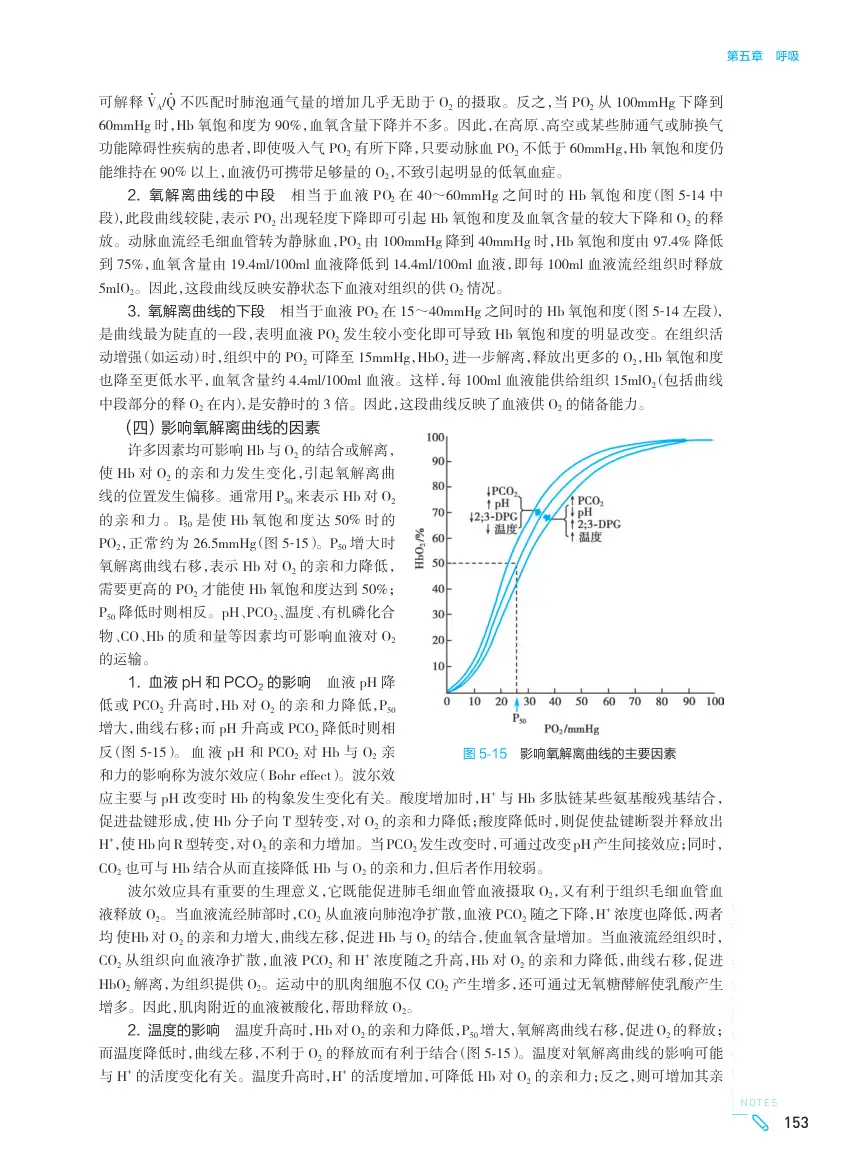 第五章　呼吸
可解释 V̇A/Q̇ 不匹配时肺泡通气量的增加几乎无助于 O₂ 的摄取。反之,当 PO₂ 从 100mmHg 下降到
60mmHg 时,Hb 氧饱和度为 90%,血氧含量下降并不多。因此,在高原、高空或某些肺通气或肺换气
功能障碍性疾病的患者,即使吸入气 PO₂ 有所下降,只要动脉血 PO₂ 不低于 60mmHg,Hb 氧饱和度仍
能维持在 90% 以上,血液仍可携带足够量的 O₂,不致引起明显的低氧血症。
2. 氧解离曲线的中段　相当于血液 PO₂ 在 40～60mmHg 之间时的 Hb 氧饱和度(图 5-14 中
段),此段曲线较陡,表示 PO₂ 出现轻度下降即可引起 Hb 氧饱和度及血氧含量的较大下降和 O₂ 的释
放。动脉血流经毛细血管转为静脉血,PO₂ 由 100mmHg 降到 40mmHg 时,Hb 氧饱和度由 97.4% 降低
到 75%,血氧含量由 19.4ml/100ml 血液降低到 14.4ml/100ml 血液,即每 100ml 血液流经组织时释放
5mlO₂。因此,这段曲线反映安静状态下血液对组织的供 O₂ 情况。
3. 氧解离曲线的下段　相当于血液 PO₂ 在 15～40mmHg 之间时的 Hb 氧饱和度(图 5-14 左段),
是曲线最为陡直的一段,表明血液 PO₂ 发生较小变化即可导致 Hb 氧饱和度的明显改变。在组织活
动增强(如运动)时,组织中的 PO₂ 可降至 15mmHg,HbO₂ 进一步解离,释放出更多的 O₂,Hb 氧饱和度
也降至更低水平,血氧含量约 4.4ml/100ml 血液。这样,每 100ml 血液能供给组织 15mlO₂(包括曲线
中段部分的释 O₂ 在内),是安静时的 3 倍。因此,这段曲线反映了血液供 O₂ 的储备能力。
(四)影响氧解离曲线的因素
许多因素均可影响 Hb 与 O₂ 的结合或解离,
使 Hb 对 O₂ 的亲和力发生变化,引起氧解离曲
线的位置发生偏移。通常用 P₅₀ 来表示 Hb 对 O₂
的亲和力。P₅₀ 是使 Hb 氧饱和度达 50% 时的
PO₂,正常约为 26.5mmHg(图 5-15)。P₅₀ 增大时
氧解离曲线右移,表示 Hb 对 O₂ 的亲和力降低,
需要更高的 PO₂ 才能使 Hb 氧饱和度达到 50%;
P₅₀ 降低时则相反。pH、PCO₂、温度、有机磷化合
物、CO、Hb 的质和量等因素均可影响血液对 O₂
的运输。
1. 血液 pH 和 PCO₂ 的影响　血液 pH 降
低或 PCO₂ 升高时,Hb 对 O₂ 的亲和力降低,P₅₀
增大,曲线右移;而 pH 升高或 PCO₂ 降低时则相
反(图 5-15)。血液 pH 和 PCO₂ 对 Hb 与 O₂ 亲
和力的影响称为波尔效应(Bohr effect)。波尔效
100
90
80
70
60
50
40
30
20
10
HbO₂/%
↓PCO₂
↑pH
↓2;3-DPG
↓温度
↑PCO₂
↓pH
↑2;3-DPG
↑温度
0 10 20 30 40 50 60 70 80 90 100
P₅₀
PO₂/mmHg
图 5-15　影响氧解离曲线的主要因素
应主要与 pH 改变时 Hb 的构象发生变化有关。酸度增加时,H⁺ 与 Hb 多肽链某些氨基酸残基结合,
促进盐键形成,使 Hb 分子向 T 型转变,对 O₂ 的亲和力降低;酸度降低时,则促使盐键断裂并释放出
H⁺,使Hb向R型转变,对O₂的亲和力增加。当PCO₂发生改变时,可通过改变pH产生间接效应;同时,
CO₂ 也可与 Hb 结合从而直接降低 Hb 与 O₂ 的亲和力,但后者作用较弱。
波尔效应具有重要的生理意义,它既能促进肺毛细血管血液摄取 O₂,又有利于组织毛细血管血
液释放 O₂。当血液流经肺部时,CO₂ 从血液向肺泡净扩散,血液 PCO₂ 随之下降,H⁺ 浓度也降低,两者
均使Hb 对 O₂ 的亲和力增大,曲线左移,促进 Hb 与 O₂ 的结合,使血氧含量增加。当血液流经组织时,
CO₂ 从组织向血液净扩散,血液 PCO₂ 和 H⁺ 浓度随之升高,Hb 对 O₂ 的亲和力降低,曲线右移,促进
HbO₂ 解离,为组织提供 O₂。运动中的肌肉细胞不仅 CO₂ 产生增多,还可通过无氧糖酵解使乳酸产生
增多。因此,肌肉附近的血液被酸化,帮助释放 O₂。
2. 温度的影响　温度升高时,Hb对O₂的亲和力降低,P₅₀增大,氧解离曲线右移,促进O₂的释放;
而温度降低时,曲线左移,不利于 O₂ 的释放而有利于结合(图 5-15)。温度对氧解离曲线的影响可能
与 H⁺ 的活度变化有关。温度升高时,H⁺ 的活度增加,可降低 Hb 对 O₂ 的亲和力;反之,则可增加其亲
NOTES
153